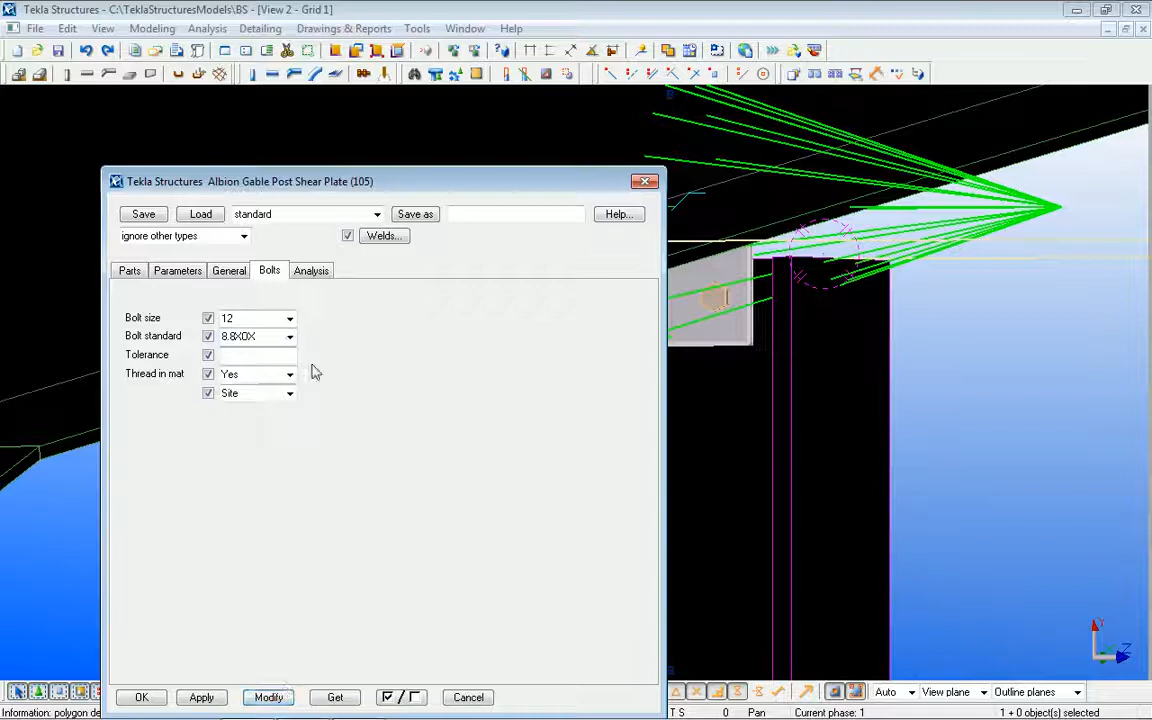 Tekla Structures - C:\TeklaStructuresModels\BS - [View 2 - Grid 1]
File Edit View Modeling Analysis Detailing Drawings & Reports Tools Window Help
Tekla Structures Albion Gable Post Shear Plate (105)
Save Load standard Save as Help...
ignore other types Welds...
Parts Parameters General Bolts Analysis
Bolt size 12
Bolt standard 8.8XOX
Tolerance
Thread in mat Yes
Site
OK Apply Modify Get / Cancel
Auto View plane Outline planes
Information: polygon de T S 0 Pan Current phase: 1 1 + 0 object(s) selected